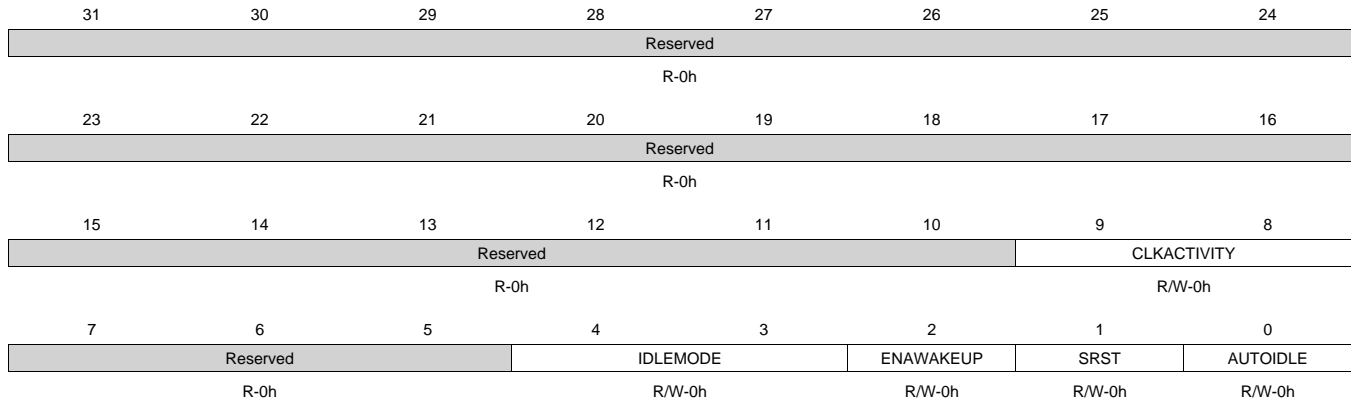 31 30 29 28 27 26 25 24
Reserved
R-0h
23 22 21 20 19 18 17 16
Reserved
R-0h
15 14 13 12 11 10 9 8
Reserved CLKACTIVITY
R-0h R/W-0h
7 6 5 4 3 2 1 0
Reserved IDLEMODE ENAWAKEUP SRST AUTOIDLE
R-0h R/W-0h R/W-0h R/W-0h R/W-0h